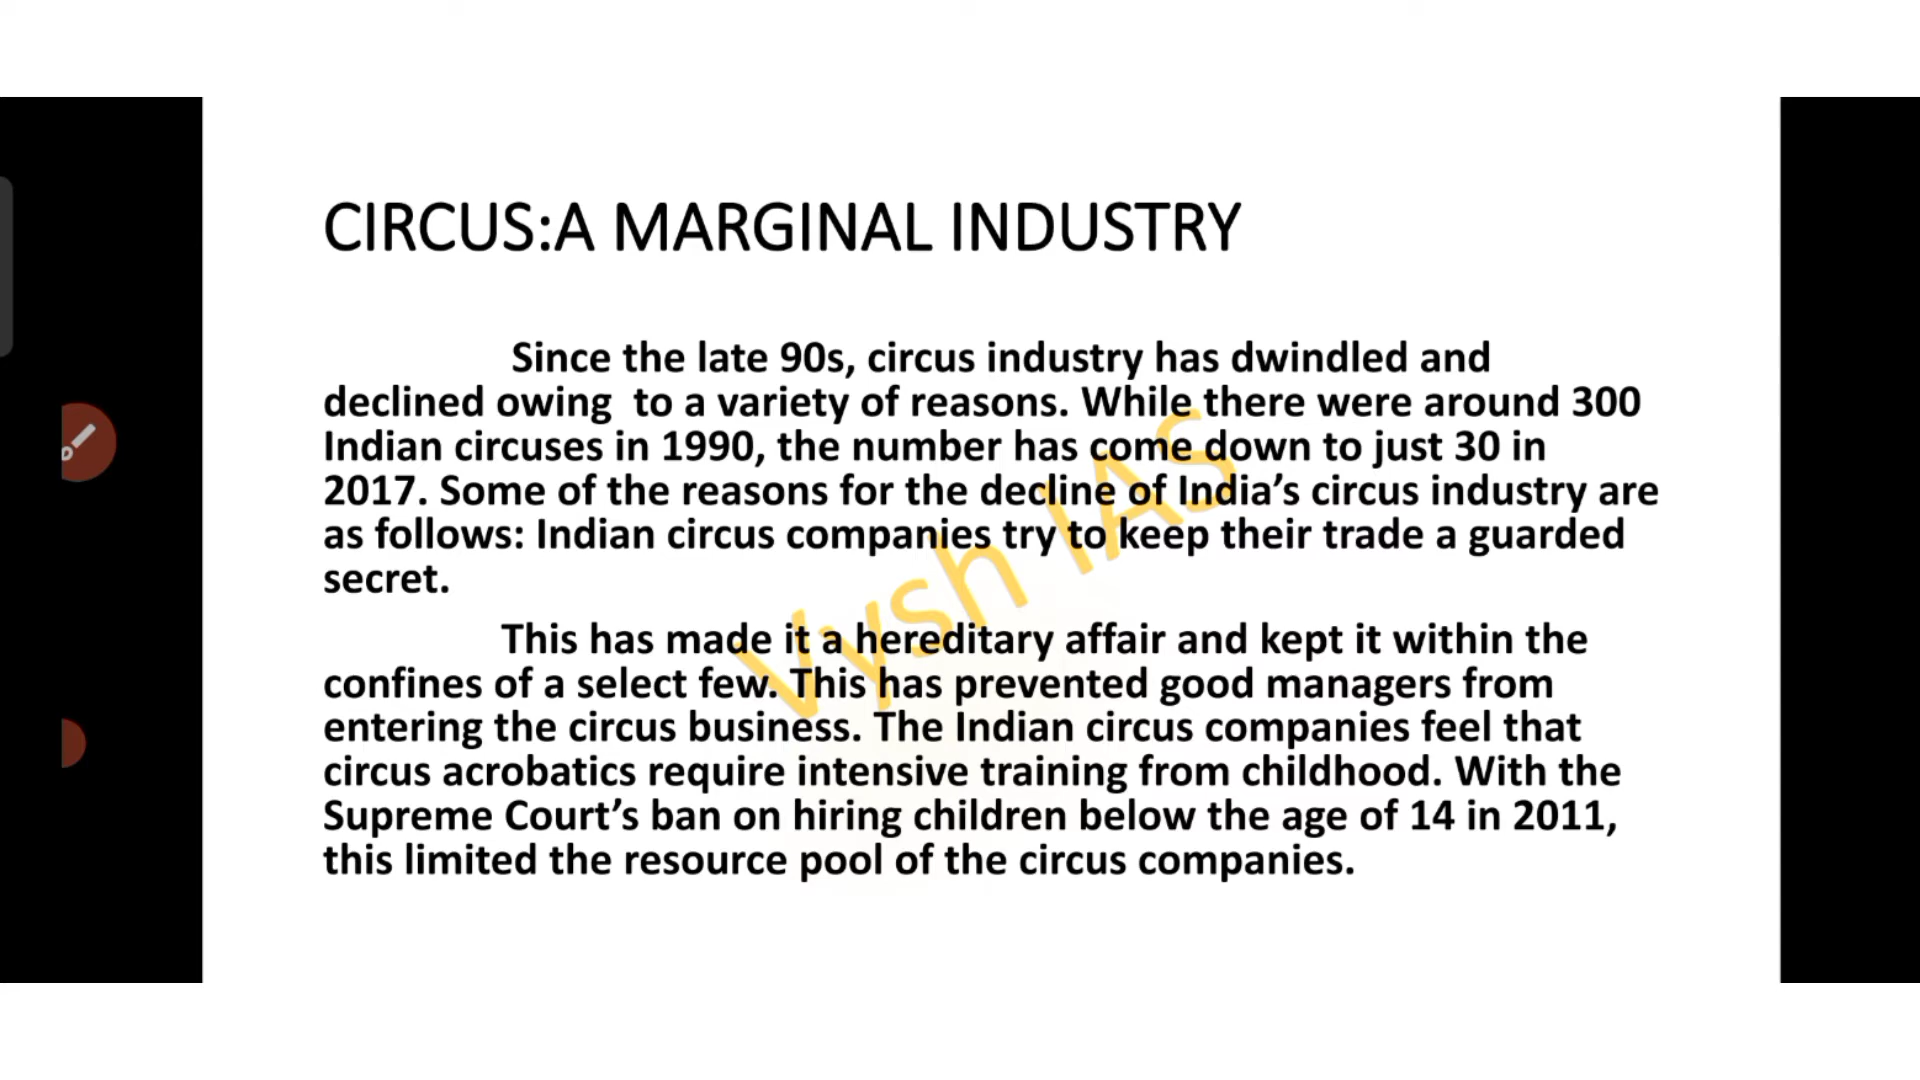 CIRCUS:A MARGINAL INDUSTRY
Since the late 90s, circus industry has dwindled and
declined owing  to a variety of reasons. While there were around 300
Indian circuses in 1990, the number has come down to just 30 in
2017. Some of the reasons for the decline of India’s circus industry are
as follows: Indian circus companies try to keep their trade a guarded
secret.
This has made it a hereditary affair and kept it within the
confines of a select few. This has prevented good managers from
entering the circus business. The Indian circus companies feel that
circus acrobatics require intensive training from childhood. With the
Supreme Court’s ban on hiring children below the age of 14 in 2011,
this limited the resource pool of the circus companies.
Vysh IAS